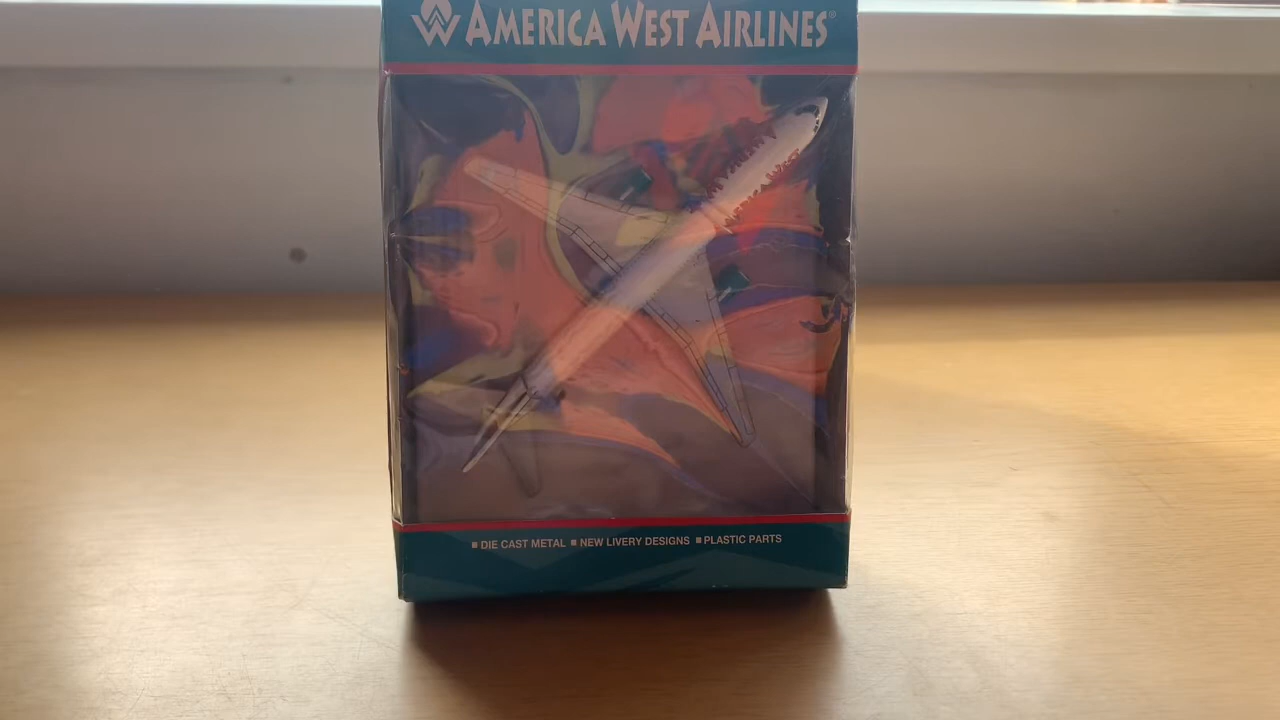 AMERICA WEST AIRLINES®
▪ DIE CAST METAL ▪ NEW LIVERY DESIGNS ▪ PLASTIC PARTS